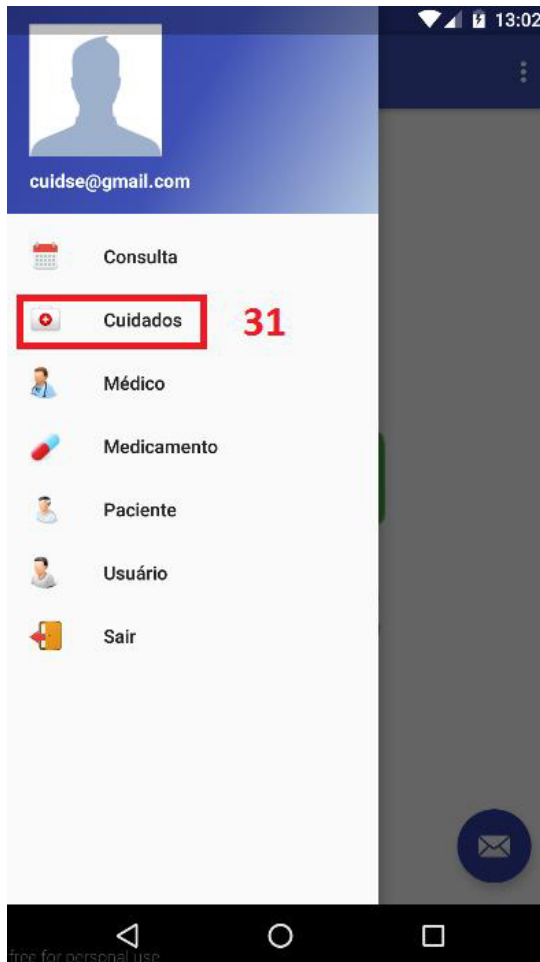 13:02
cuidse@gmail.com
Consulta
Cuidados
31
Médico
Medicamento
Paciente
Usuário
Sair
free for personal use